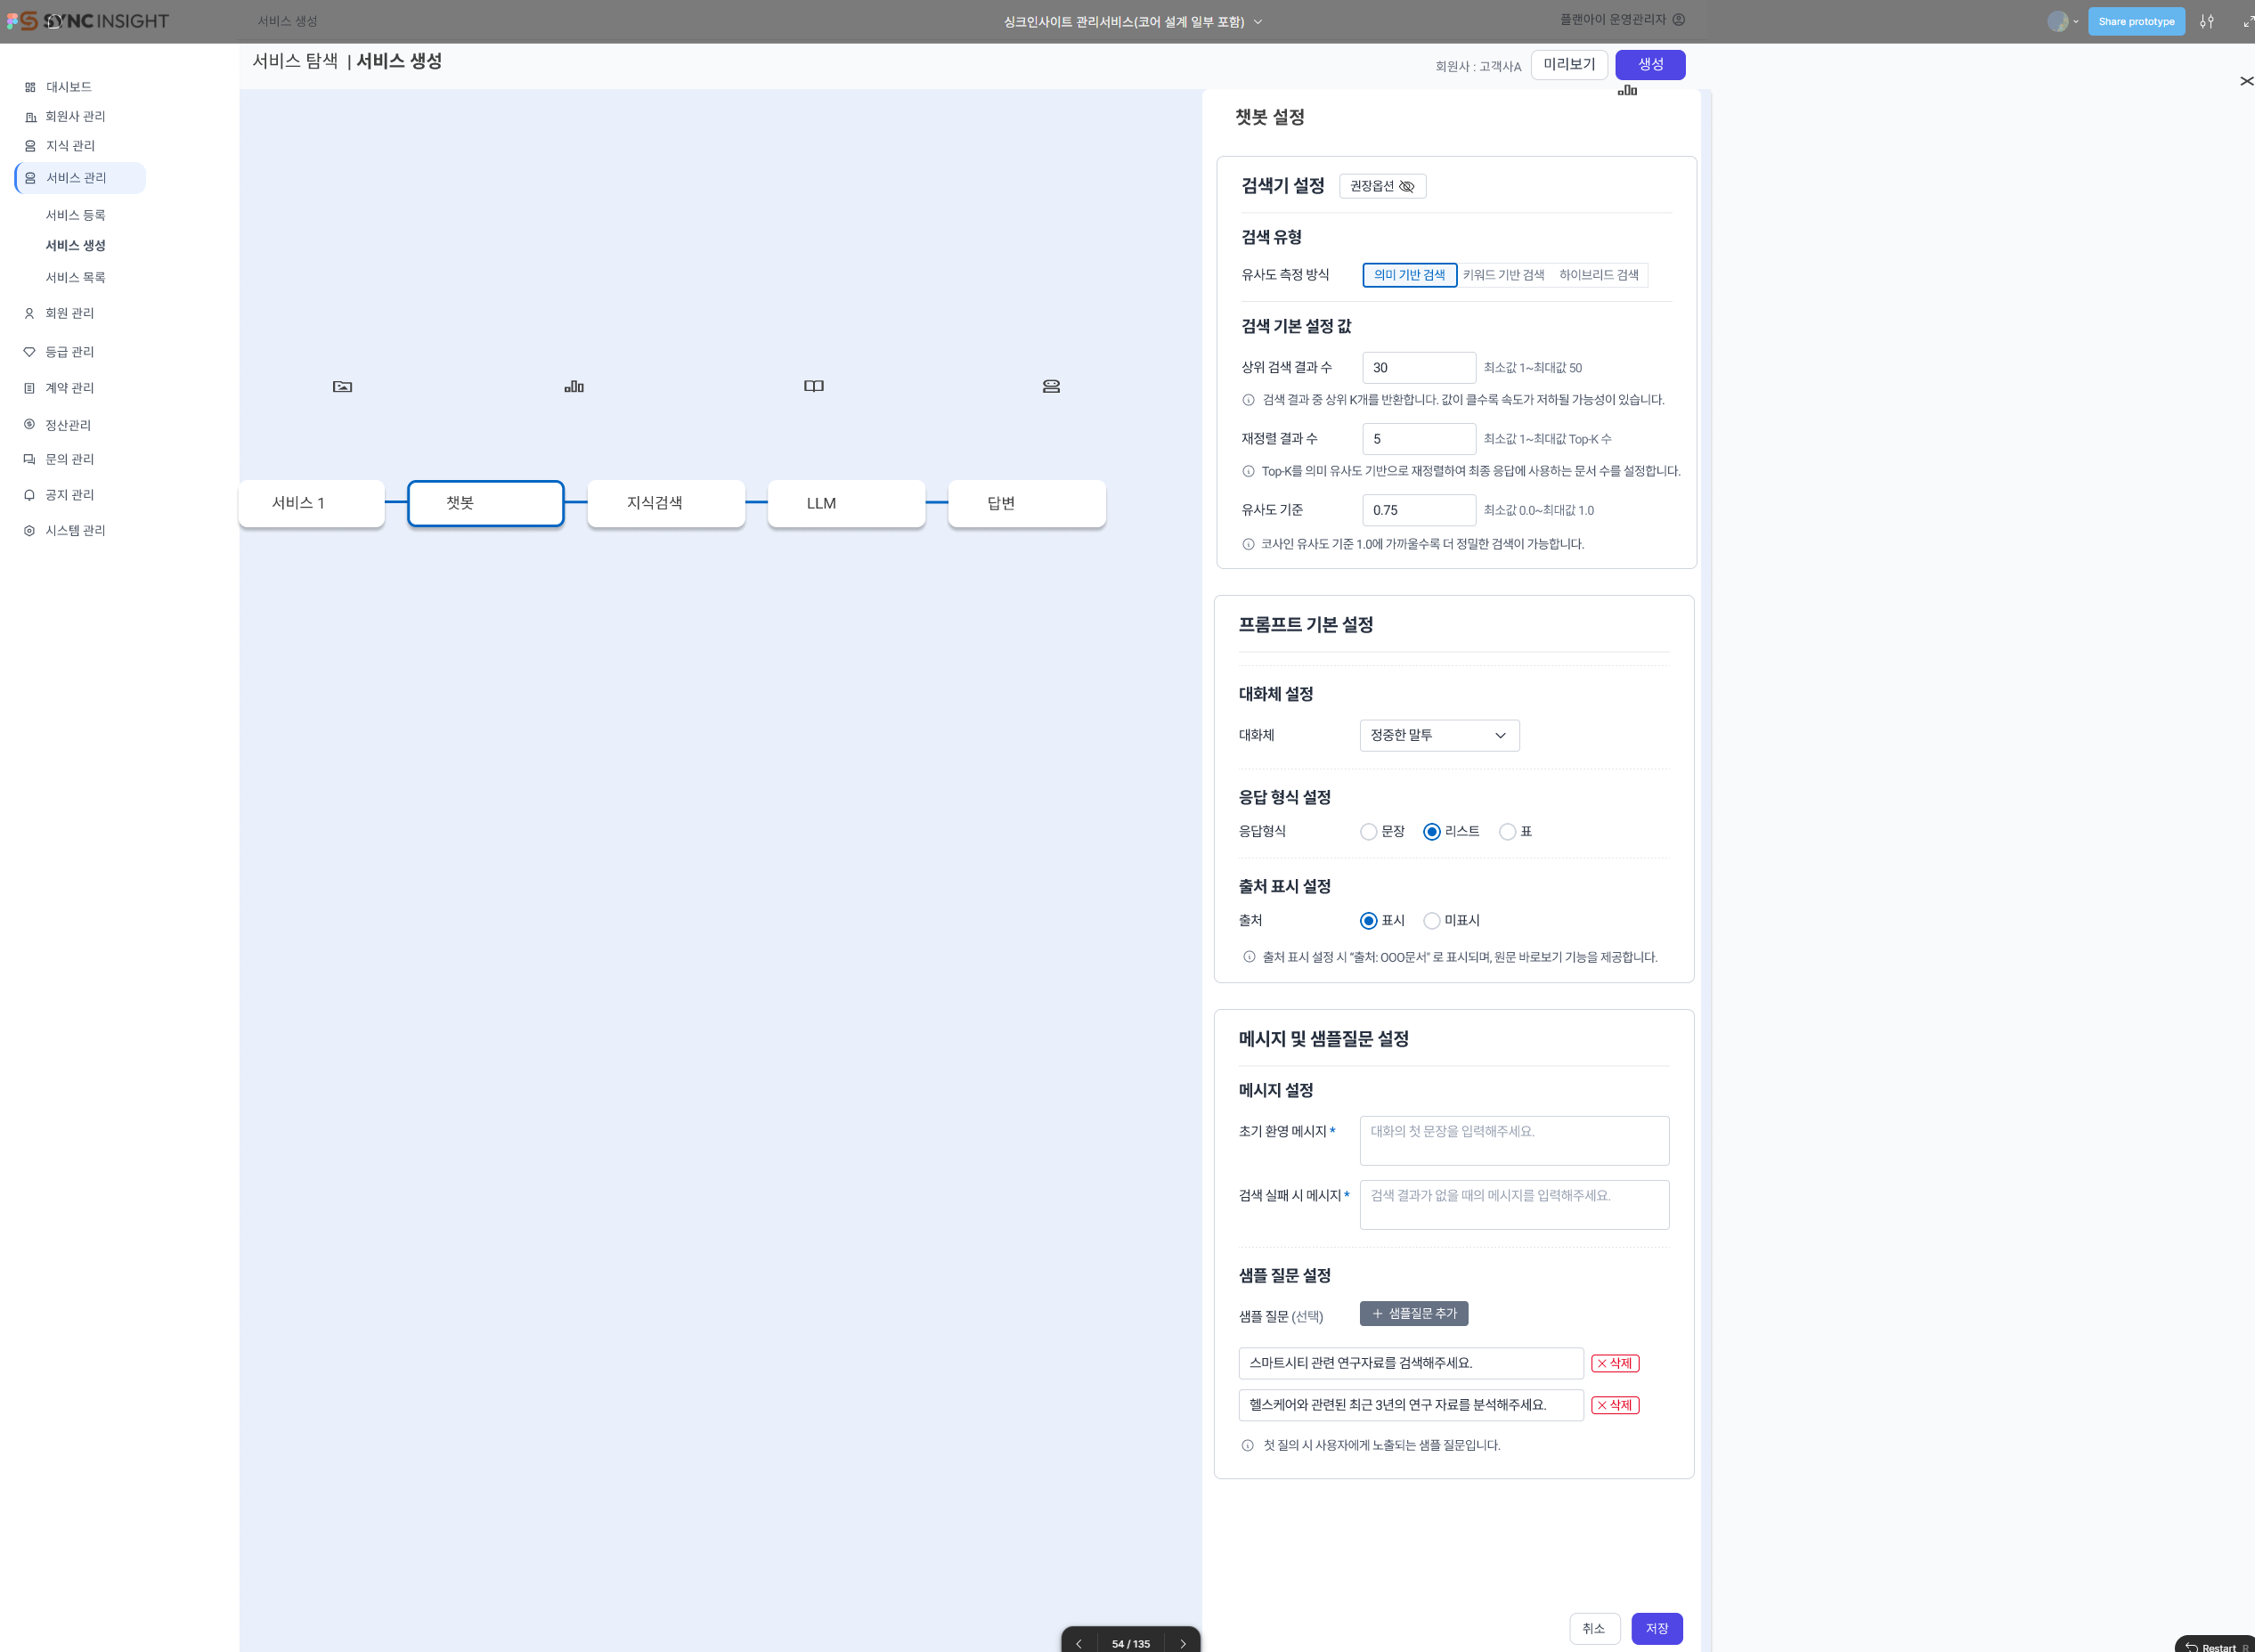 SYNC INSIGHT
서비스 생성
싱크인사이트 관리서비스(코어 설계 일부 포함)
플랜아이 운영관리자
Share prototype
서비스 탐색 | 서비스 생성
회원사 : 고객사A
미리보기
생성
대시보드
회원사 관리
지식 관리
서비스 관리
서비스 등록
서비스 생성
서비스 목록
회원 관리
등급 관리
계약 관리
정산관리
문의 관리
공지 관리
시스템 관리
서비스 1
챗봇
지식검색
LLM
답변
챗봇 설정
검색기 설정
권장옵션
검색 유형
유사도 측정 방식
의미 기반 검색
키워드 기반 검색
하이브리드 검색
검색 기본 설정 값
상위 검색 결과 수
30
최소값 1~최대값 50
검색 결과 중 상위 K개를 반환합니다. 값이 클수록 속도가 저하될 가능성이 있습니다.
재정렬 결과 수
5
최소값 1~최대값 Top-K 수
Top-K를 의미 유사도 기반으로 재정렬하여 최종 응답에 사용하는 문서 수를 설정합니다.
유사도 기준
0.75
최소값 0.0~최대값 1.0
코사인 유사도 기준 1.0에 가까울수록 더 정밀한 검색이 가능합니다.
프롬프트 기본 설정
대화체 설정
대화체
정중한 말투
응답 형식 설정
응답형식
문장
리스트
표
출처 표시 설정
출처
표시
미표시
출처 표시 설정 시 “출처: OOO문서" 로 표시되며, 원문 바로보기 기능을 제공합니다.
메시지 및 샘플질문 설정
메시지 설정
초기 환영 메시지 *
대화의 첫 문장을 입력해주세요.
검색 실패 시 메시지 *
검색 결과가 없을 때의 메시지를 입력해주세요.
샘플 질문 설정
샘플 질문 (선택)
샘플질문 추가
스마트시티 관련 연구자료를 검색해주세요.
삭제
헬스케어와 관련된 최근 3년의 연구 자료를 분석해주세요.
삭제
첫 질의 시 사용자에게 노출되는 샘플 질문입니다.
취소
저장
54 / 135
Restart R